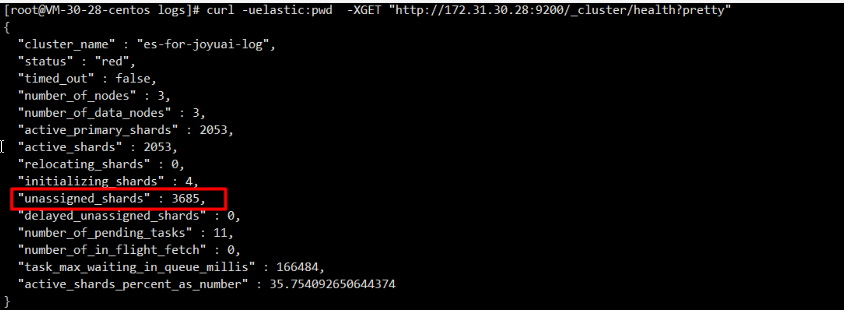 [root@VM-30-28-centos logs]# curl -uelastic:pwd  -XGET "http://172.31.30.28:9200/_cluster/health?pretty"
{
  "cluster_name" : "es-for-joyuai-log",
  "status" : "red",
  "timed_out" : false,
  "number_of_nodes" : 3,
  "number_of_data_nodes" : 3,
  "active_primary_shards" : 2053,
  "active_shards" : 2053,
  "relocating_shards" : 0,
  "initializing_shards" : 4,
  "unassigned_shards" : 3685,
  "delayed_unassigned_shards" : 0,
  "number_of_pending_tasks" : 11,
  "number_of_in_flight_fetch" : 0,
  "task_max_waiting_in_queue_millis" : 166484,
  "active_shards_percent_as_number" : 35.754092650644374
}